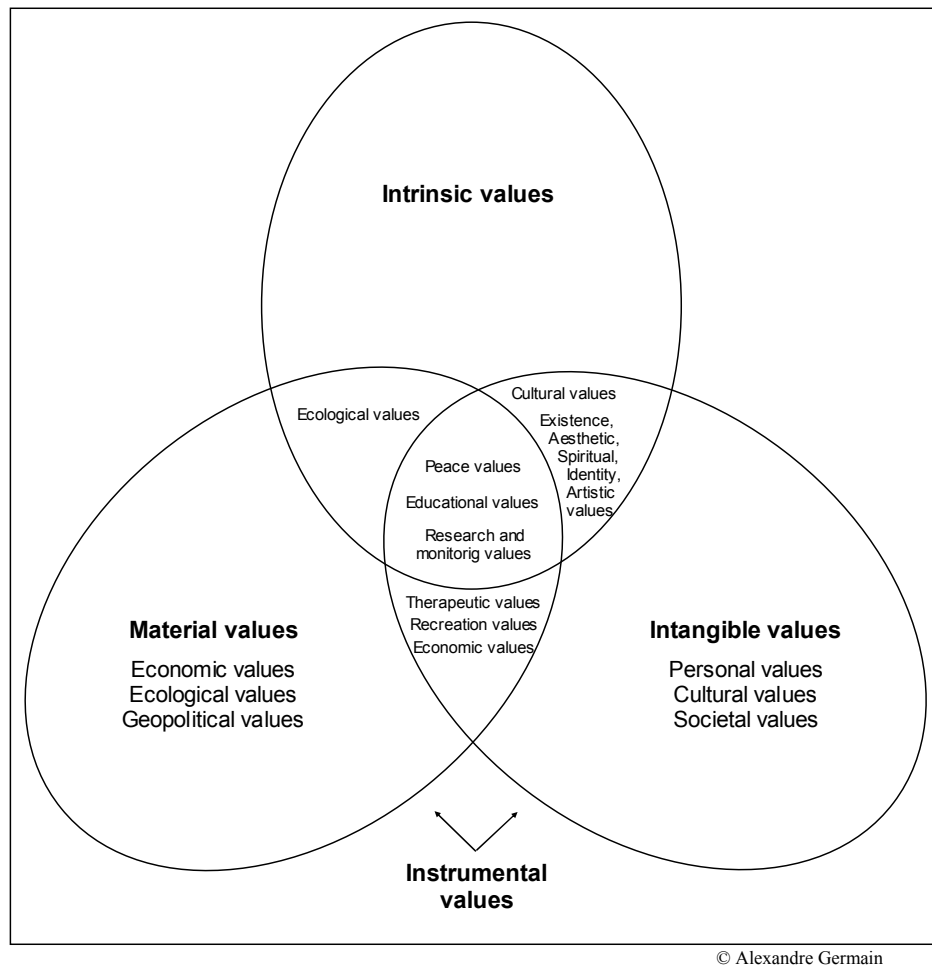 Intrinsic values
Ecological values
Cultural values
Existence,
Aesthetic,
Spiritual,
Identity,
Artistic
values
Peace values
Educational values
Research and
monitorig values
Therapeutic values
Recreation values
Economic values
Material values
Economic values
Ecological values
Geopolitical values
Intangible values
Personal values
Cultural values
Societal values
Instrumental
values
© Alexandre Germain